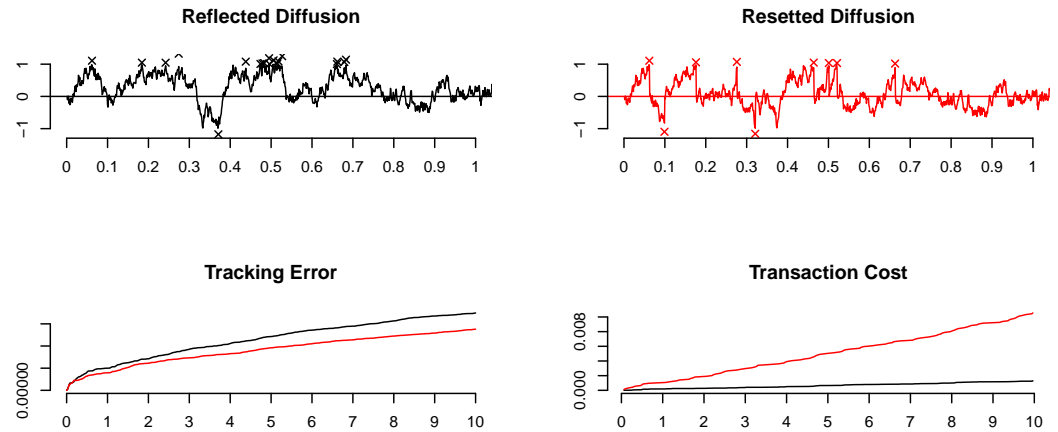 Reflected Diffusion
1
0
−1
0 0.1 0.2 0.3 0.4 0.5 0.6 0.7 0.8 0.9 1
Resetted Diffusion
1
0
−1
0 0.1 0.2 0.3 0.4 0.5 0.6 0.7 0.8 0.9 1
Tracking Error
0.00000
0 1 2 3 4 5 6 7 8 9 10
Transaction Cost
0.008
0.000
0 1 2 3 4 5 6 7 8 9 10